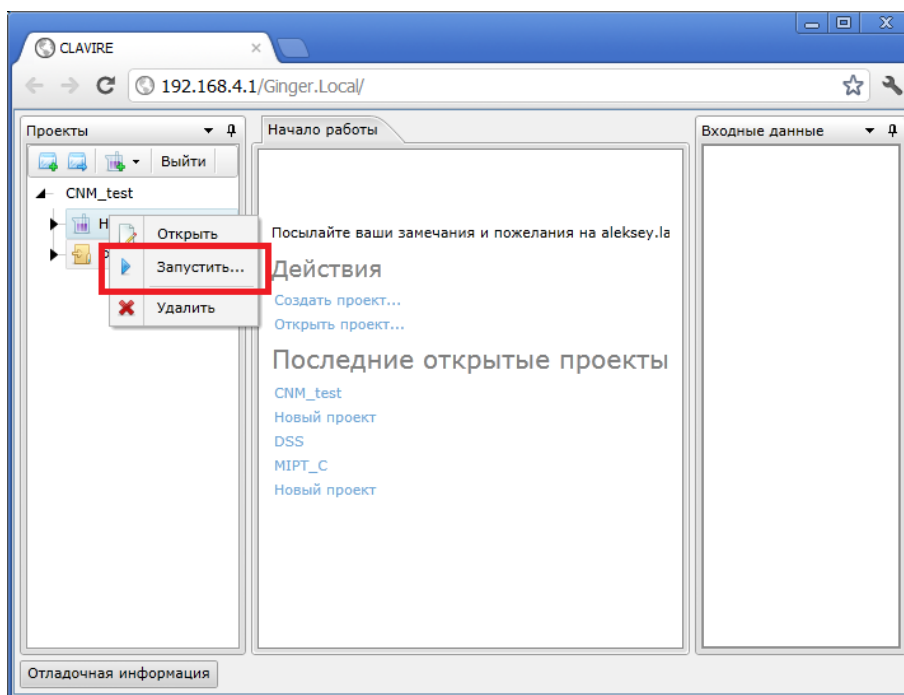 CLAVIRE
192.168.4.1/Ginger.Local/
Проекты
Выйти
CNM_test
Открыть
Запустить...
Удалить
Начало работы
Посылайте ваши замечания и пожелания на aleksey.la
Действия
Создать проект...
Открыть проект...
Последние открытые проекты
CNM_test
Новый проект
DSS
MIPT_C
Новый проект
Входные данные
Отладочная информация